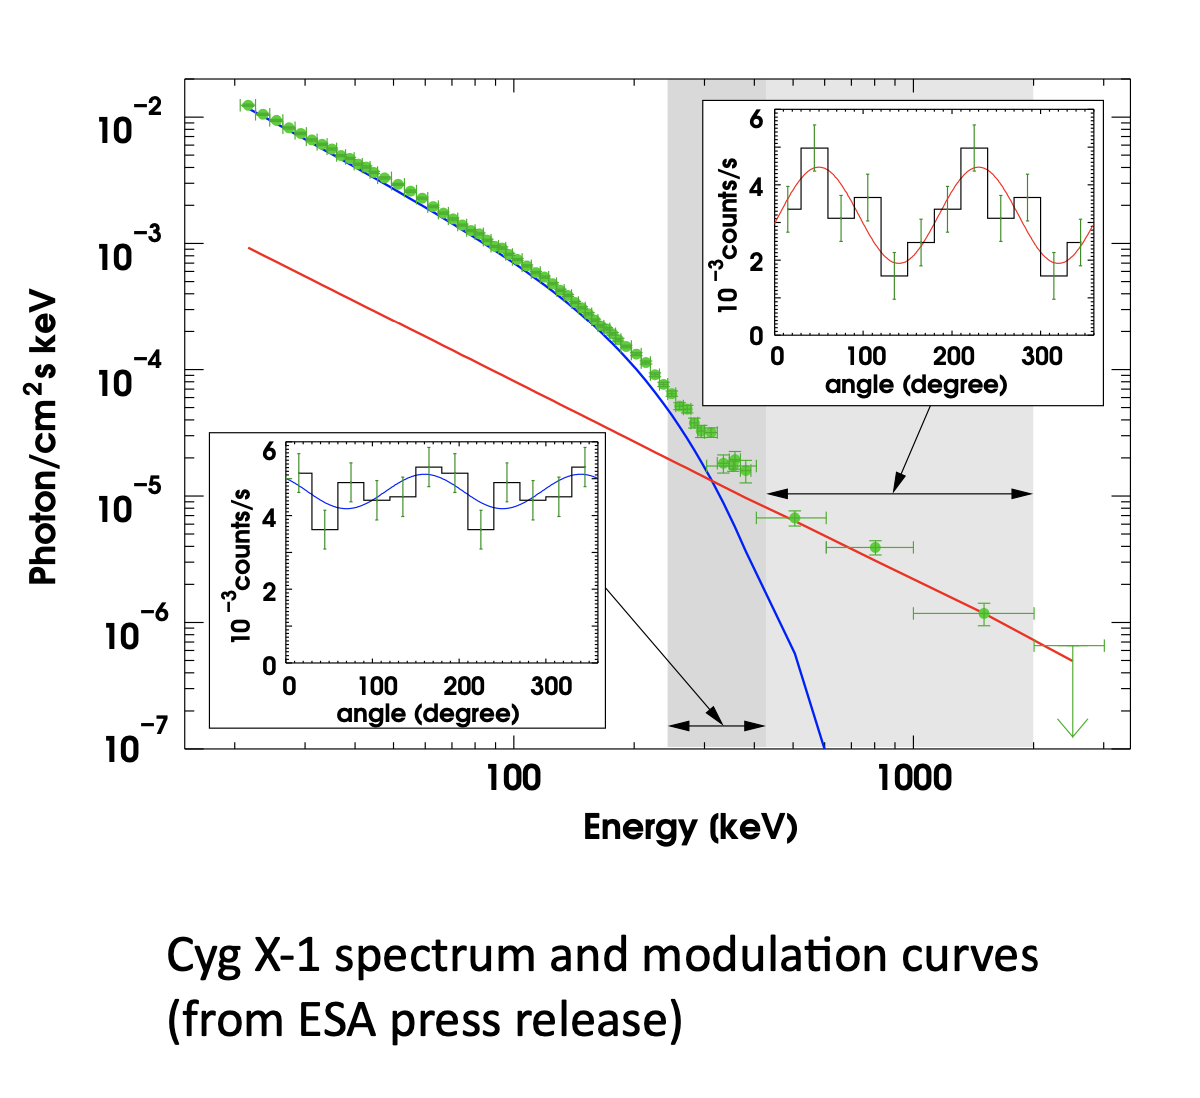 10⁻²
10⁻³
10⁻⁴
10⁻⁵
10⁻⁶
10⁻⁷
Photon/cm² s keV
100
1000
Energy (keV)
6
4
2
0
10⁻³counts/s
0 100 200 300
angle (degree)
6
4
2
0
10⁻³counts/s
0 100 200 300
angle (degree)
Cyg X-1 spectrum and modulation curves
(from ESA press release)